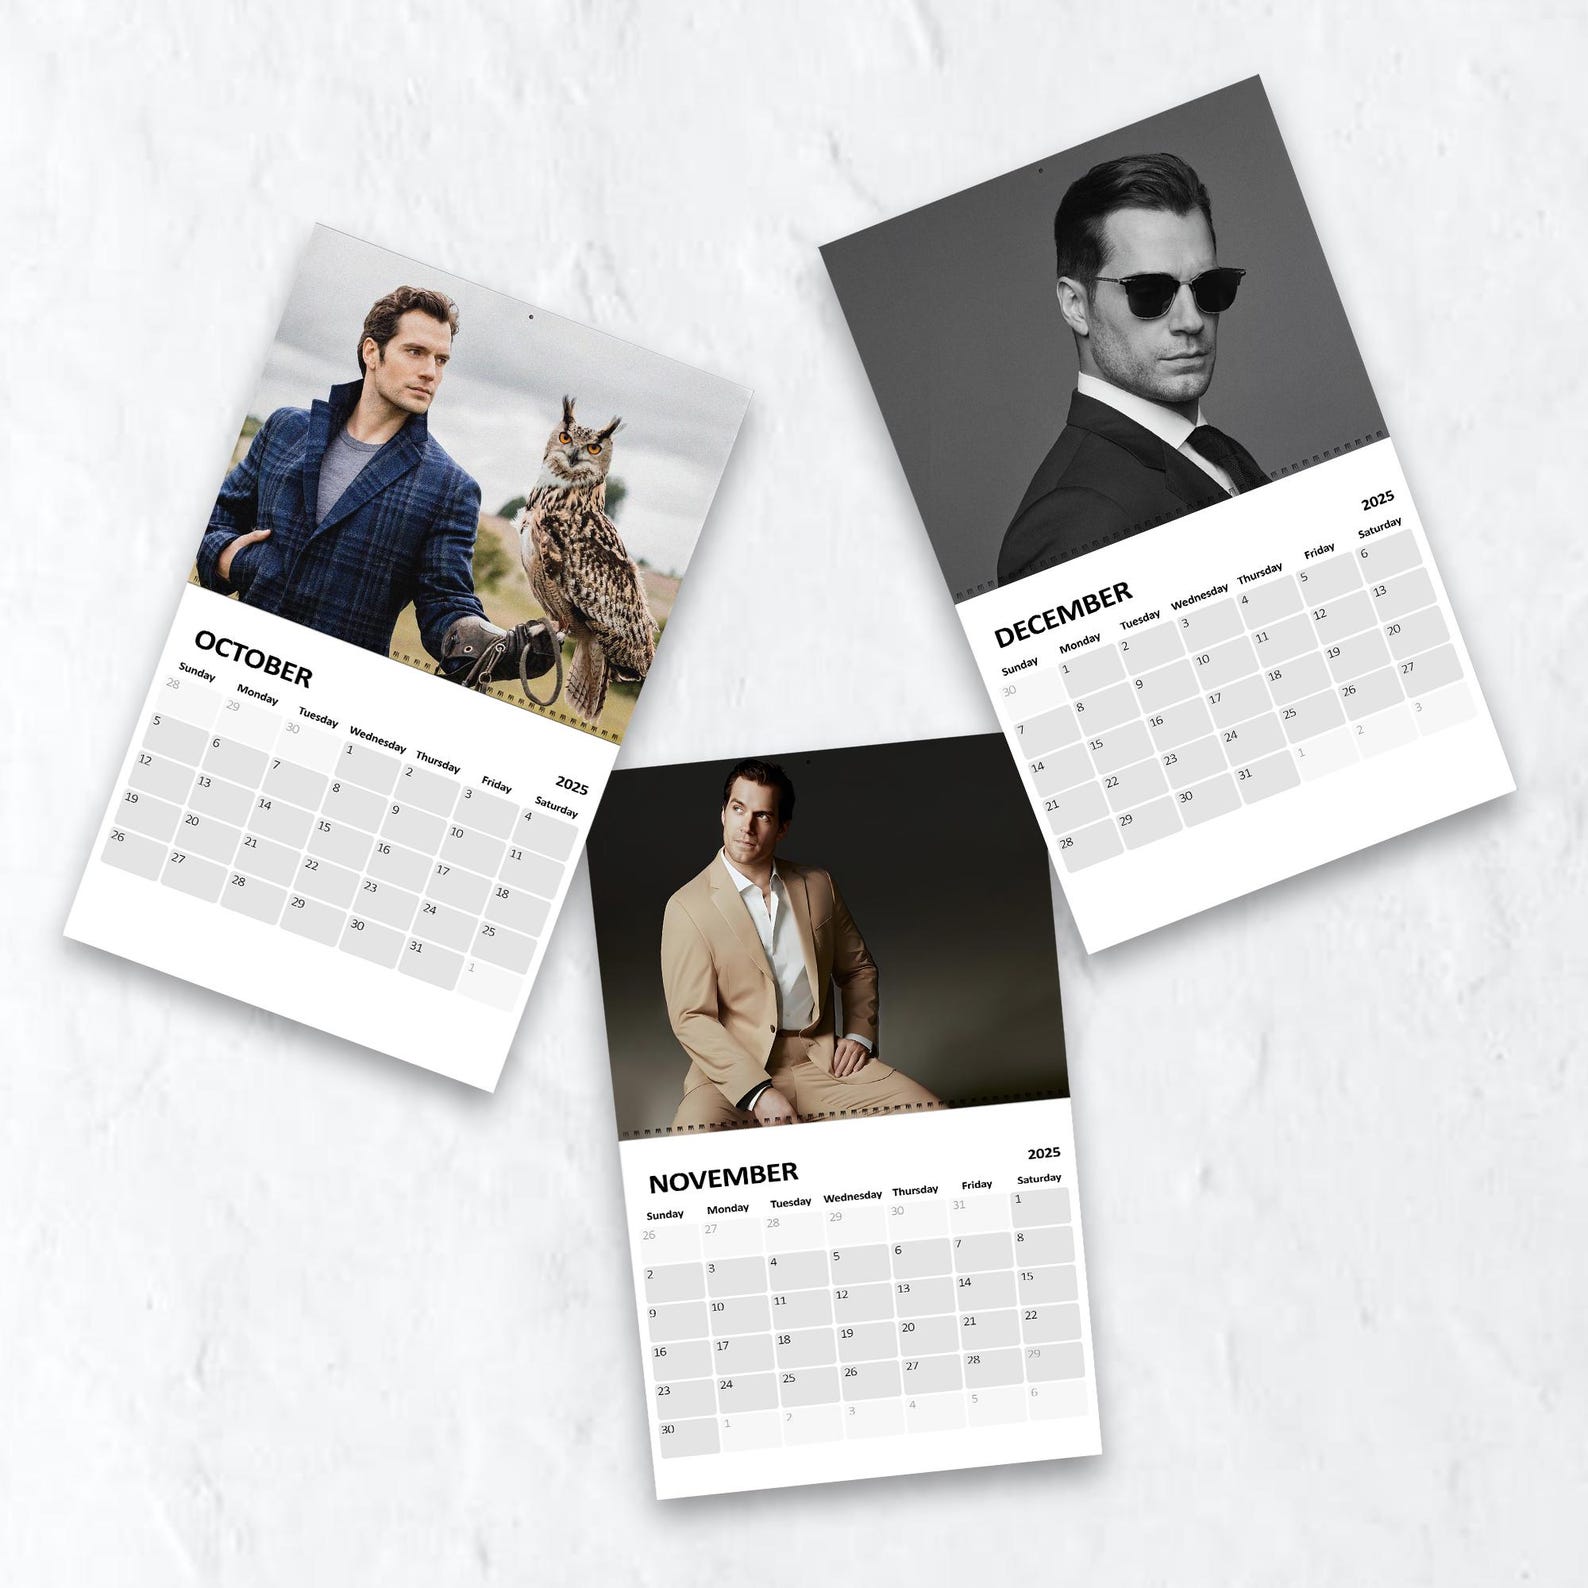 OCTOBER
2025
Sunday Monday Tuesday Wednesday Thursday Friday Saturday
28 29 30 1 2 3 4
5 6 7 8 9 10 11
12 13 14 15 16 17 18
19 20 21 22 23 24 25
26 27 28 29 30 31 1
DECEMBER
2025
Sunday Monday Tuesday Wednesday Thursday Friday Saturday
30 1 2 3 4 5 6
7 8 9 10 11 12 13
14 15 16 17 18 19 20
21 22 23 24 25 26 27
28 29 30 31 1 2 3
NOVEMBER
2025
Sunday Monday Tuesday Wednesday Thursday Friday Saturday
26 27 28 29 30 31 1
2 3 4 5 6 7 8
9 10 11 12 13 14 15
16 17 18 19 20 21 22
23 24 25 26 27 28 29
30 1 2 3 4 5 6